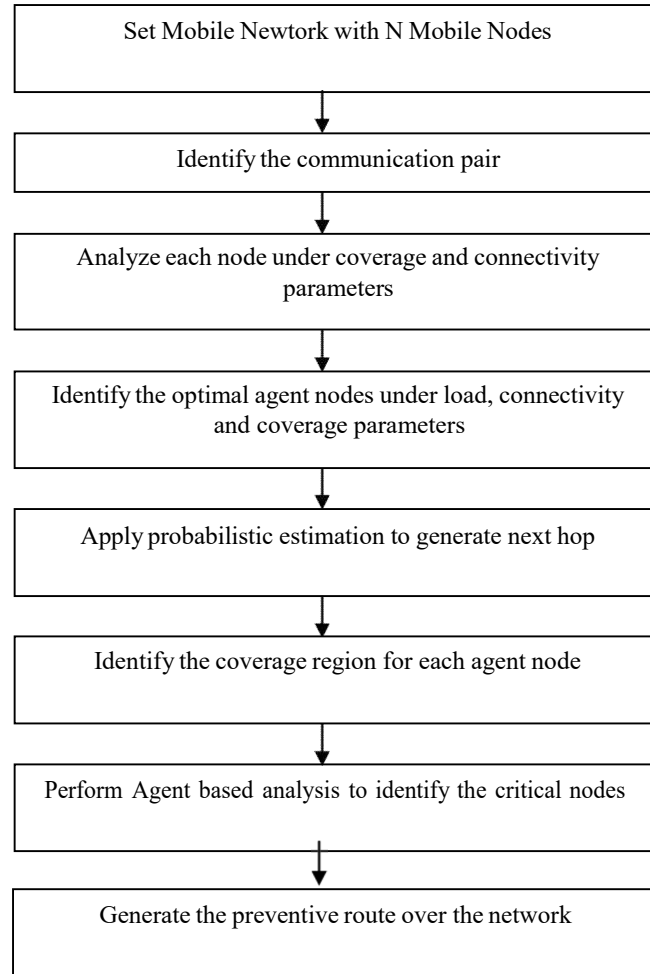 Set Mobile Newtork with N Mobile Nodes
Identify the communication pair
Analyze each node under coverage and connectivity
parameters
Identify the optimal agent nodes under load, connectivity
and coverage parameters
Apply probabilistic estimation to generate next hop
Identify the coverage region for each agent node
Perform Agent based analysis to identify the critical nodes
Generate the preventive route over the network